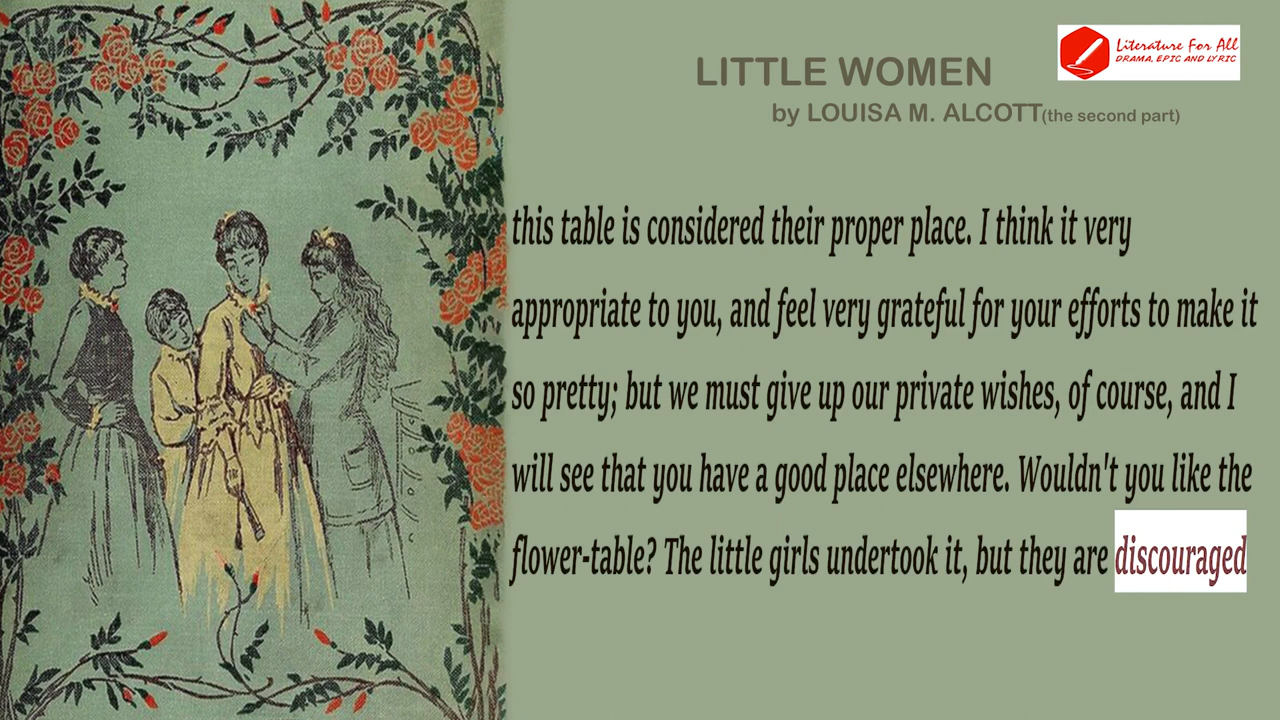 LITTLE WOMEN
by LOUISA M. ALCOTT(the second part)
Literature For All
DRAMA, EPIC AND LYRIC
this table is considered their proper place. I think it very
appropriate to you, and feel very grateful for your efforts to make it
so pretty; but we must give up our private wishes, of course, and I
will see that you have a good place elsewhere. Wouldn't you like the
flower-table? The little girls undertook it, but they are discouraged